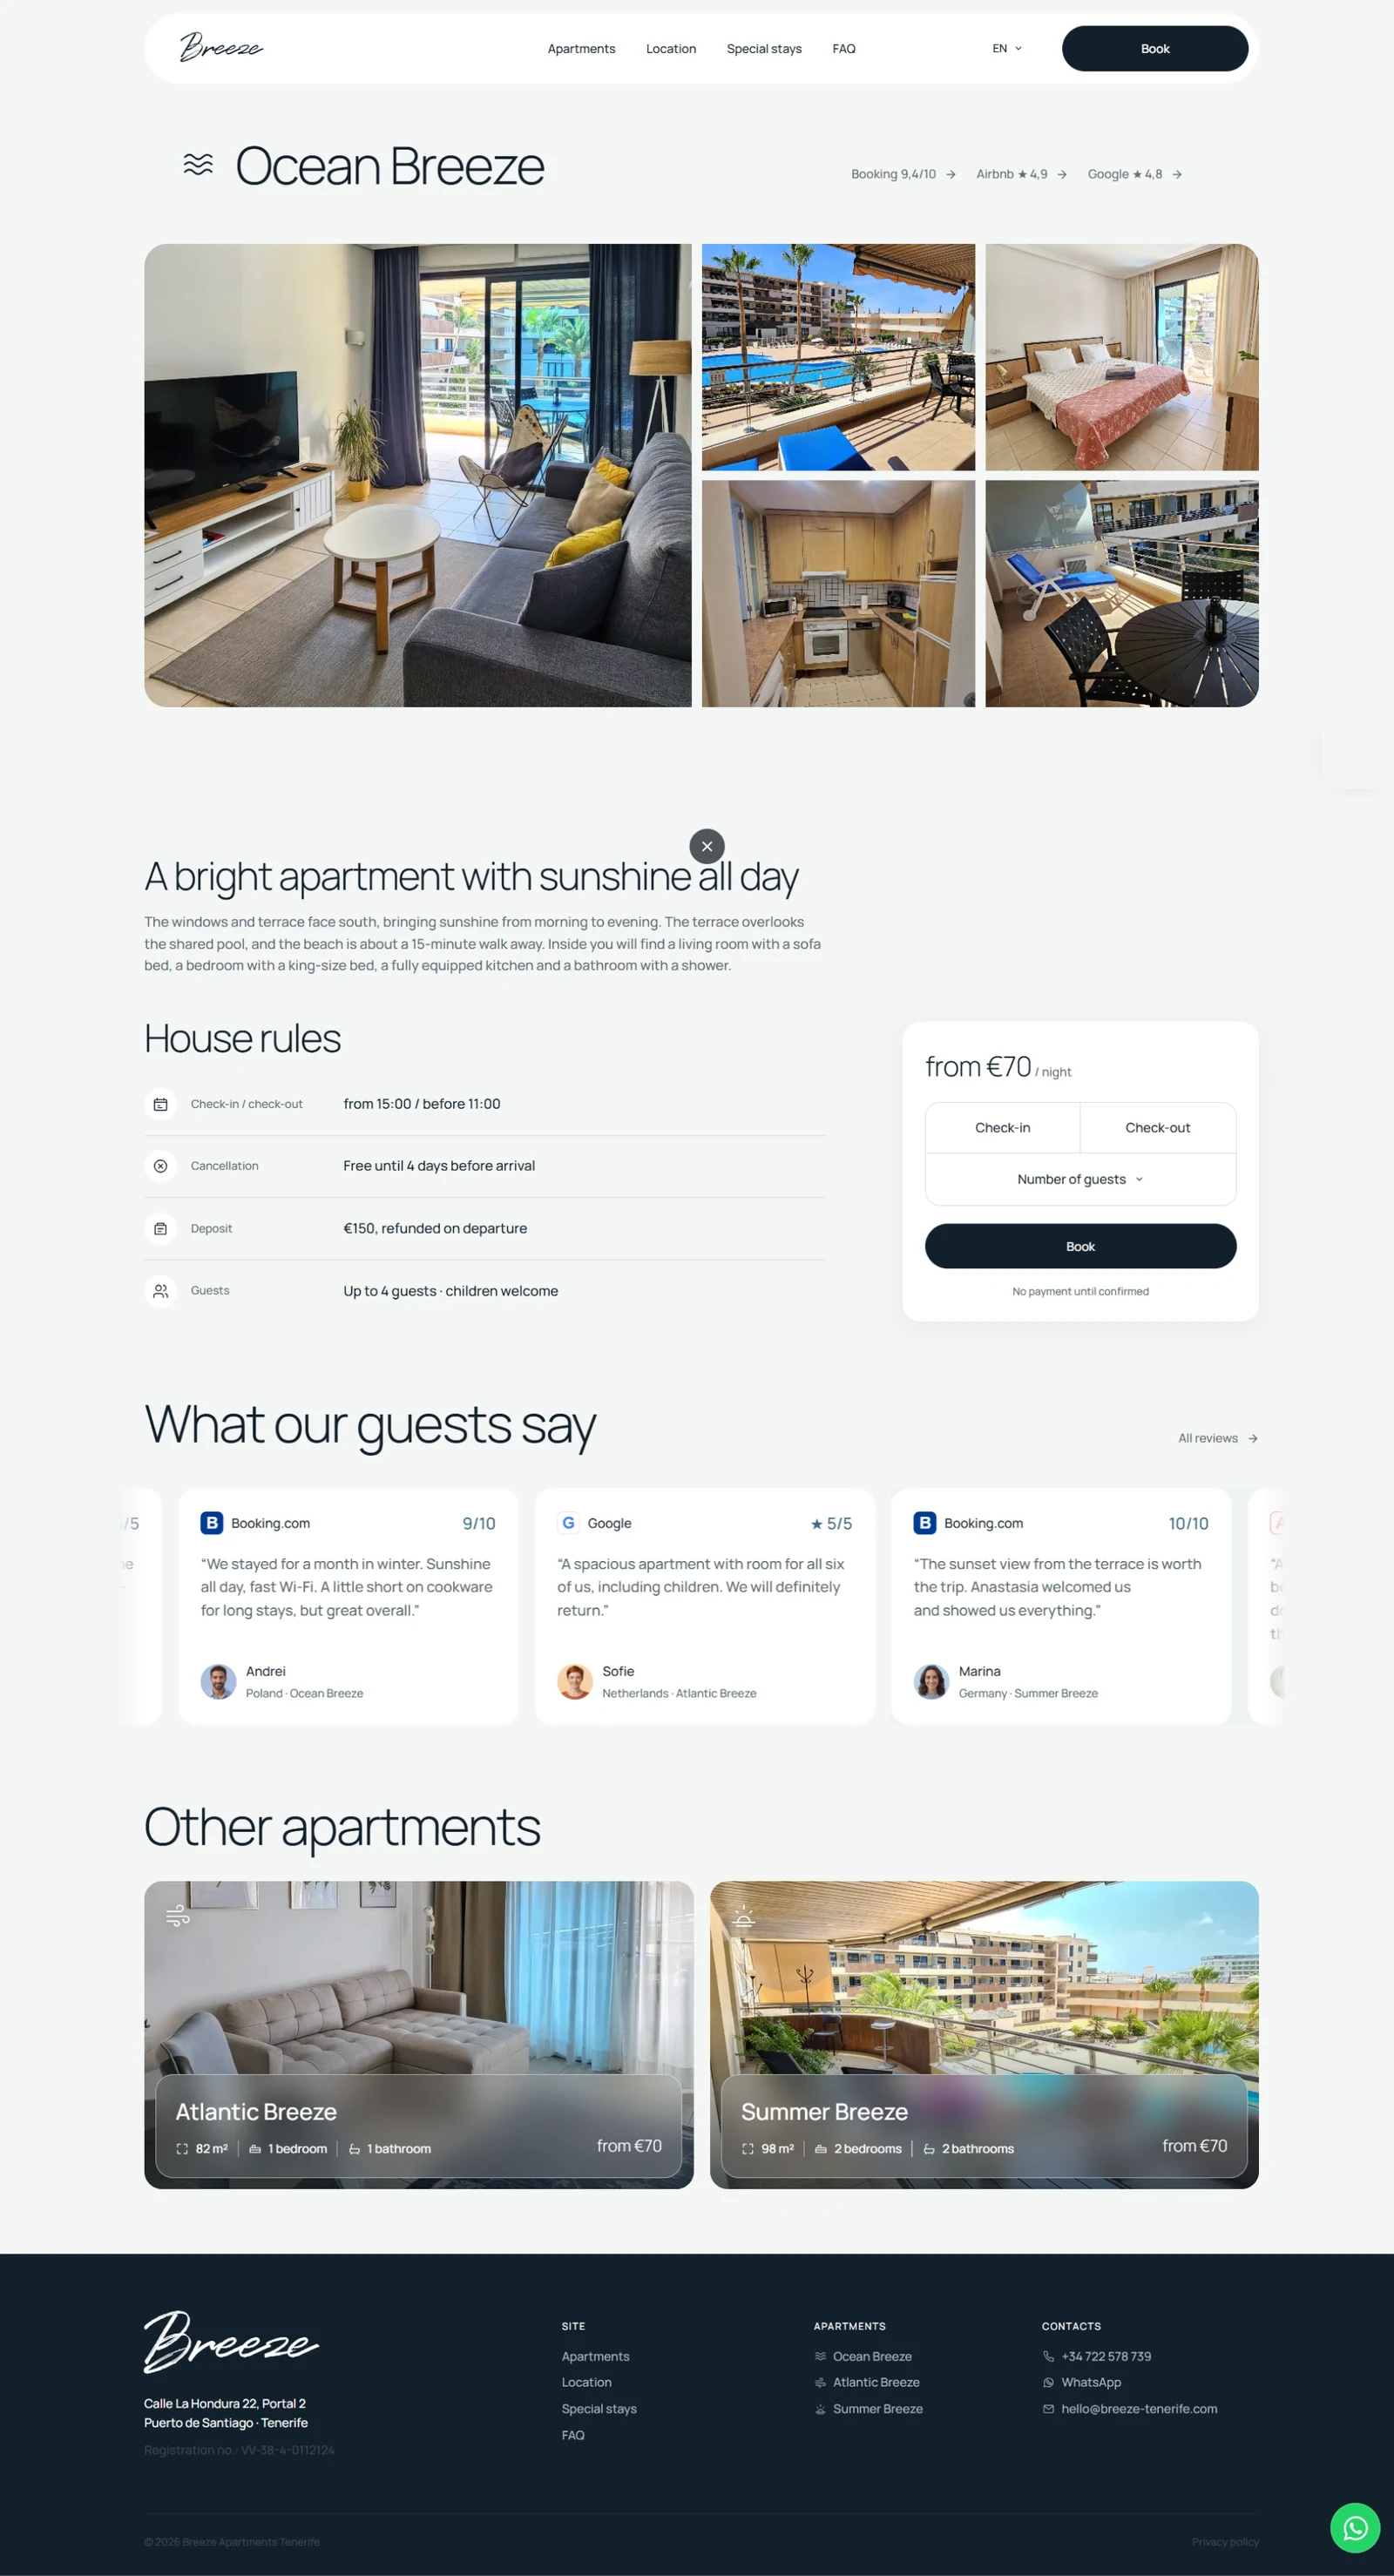 Breeze
Apartments
Location
Special stays
FAQ
EN
Book
Ocean Breeze
Booking 9,4/10 →
Airbnb ★ 4,9 →
Google ★ 4,8 →
A bright apartment with sunshine all day
The windows and terrace face south, bringing sunshine from morning to evening. The terrace overlooks
the shared pool, and the beach is about a 15-minute walk away. Inside you will find a living room with a sofa
bed, a bedroom with a king-size bed, a fully equipped kitchen and a bathroom with a shower.
House rules
Check-in / check-out
from 15:00 / before 11:00
Cancellation
Free until 4 days before arrival
Deposit
€150, refunded on departure
Guests
Up to 4 guests · children welcome
from €70 / night
Check-in
Check-out
Number of guests
Book
No payment until confirmed
What our guests say
All reviews →
/5
B Booking.com
9/10
“We stayed for a month in winter. Sunshine
all day, fast Wi-Fi. A little short on cookware
for long stays, but great overall.”
Andrei
Poland · Ocean Breeze
G Google
★ 5/5
“A spacious apartment with room for all six
of us, including children. We will definitely
return.”
Sofie
Netherlands · Atlantic Breeze
B Booking.com
10/10
“The sunset view from the terrace is worth
the trip. Anastasia welcomed us
and showed us everything.”
Marina
Germany · Summer Breeze
Other apartments
Atlantic Breeze
82 m²
1 bedroom
1 bathroom
from €70
Summer Breeze
98 m²
2 bedrooms
2 bathrooms
from €70
Breeze
Calle La Hondura 22, Portal 2
Puerto de Santiago · Tenerife
Registration no.: VV-38-4-0112124
SITE
Apartments
Location
Special stays
FAQ
APARTMENTS
Ocean Breeze
Atlantic Breeze
Summer Breeze
CONTACTS
+34 722 578 739
WhatsApp
hello@breeze-tenerife.com
© 2026 Breeze Apartments Tenerife
Privacy policy